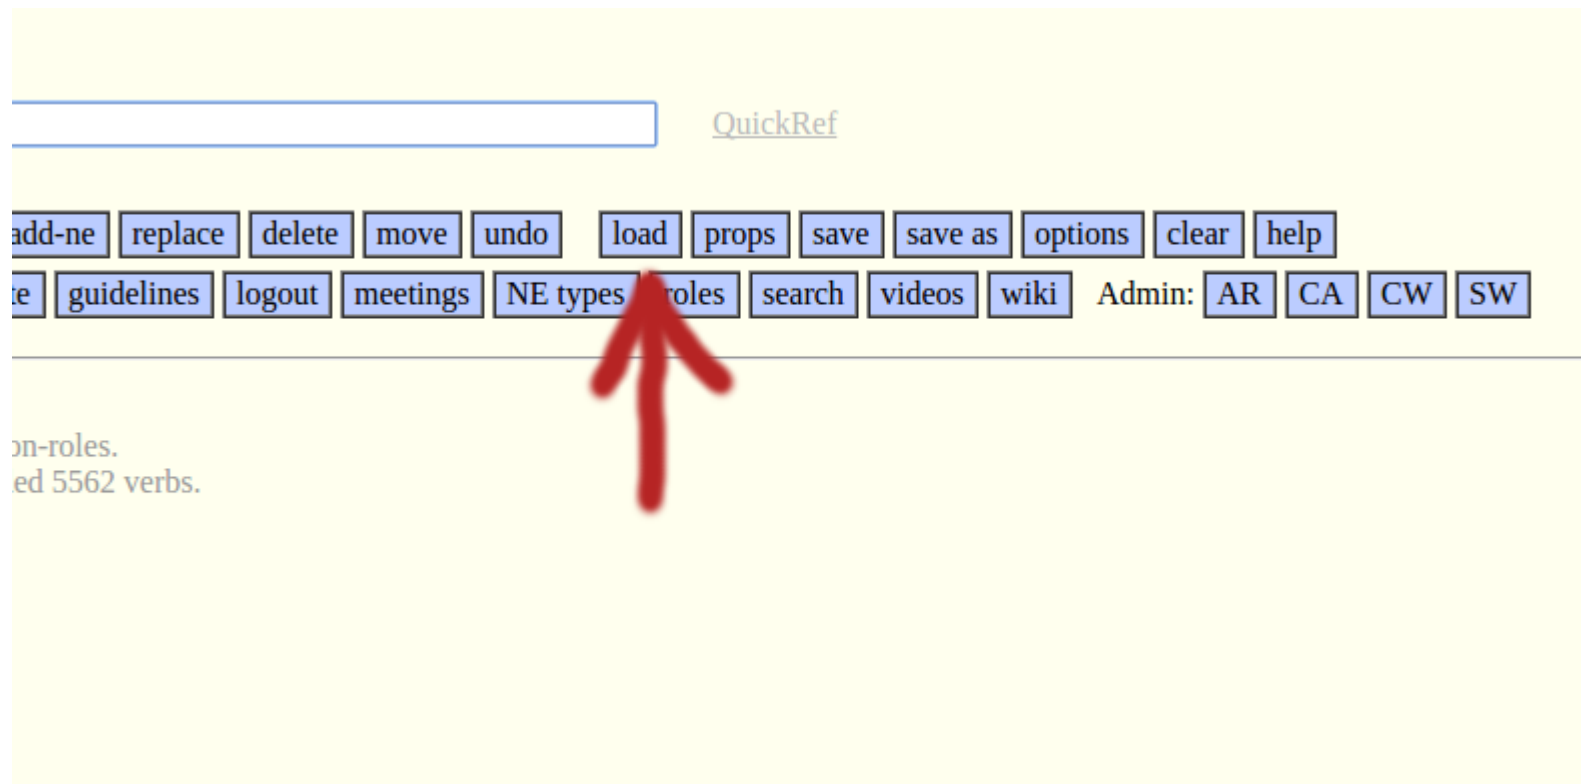 QuickRef
add-ne replace delete move undo load props save save as options clear help
guidelines logout meetings NE types roles search videos wiki Admin: AR CA CW SW
on-roles.
5562 verbs.